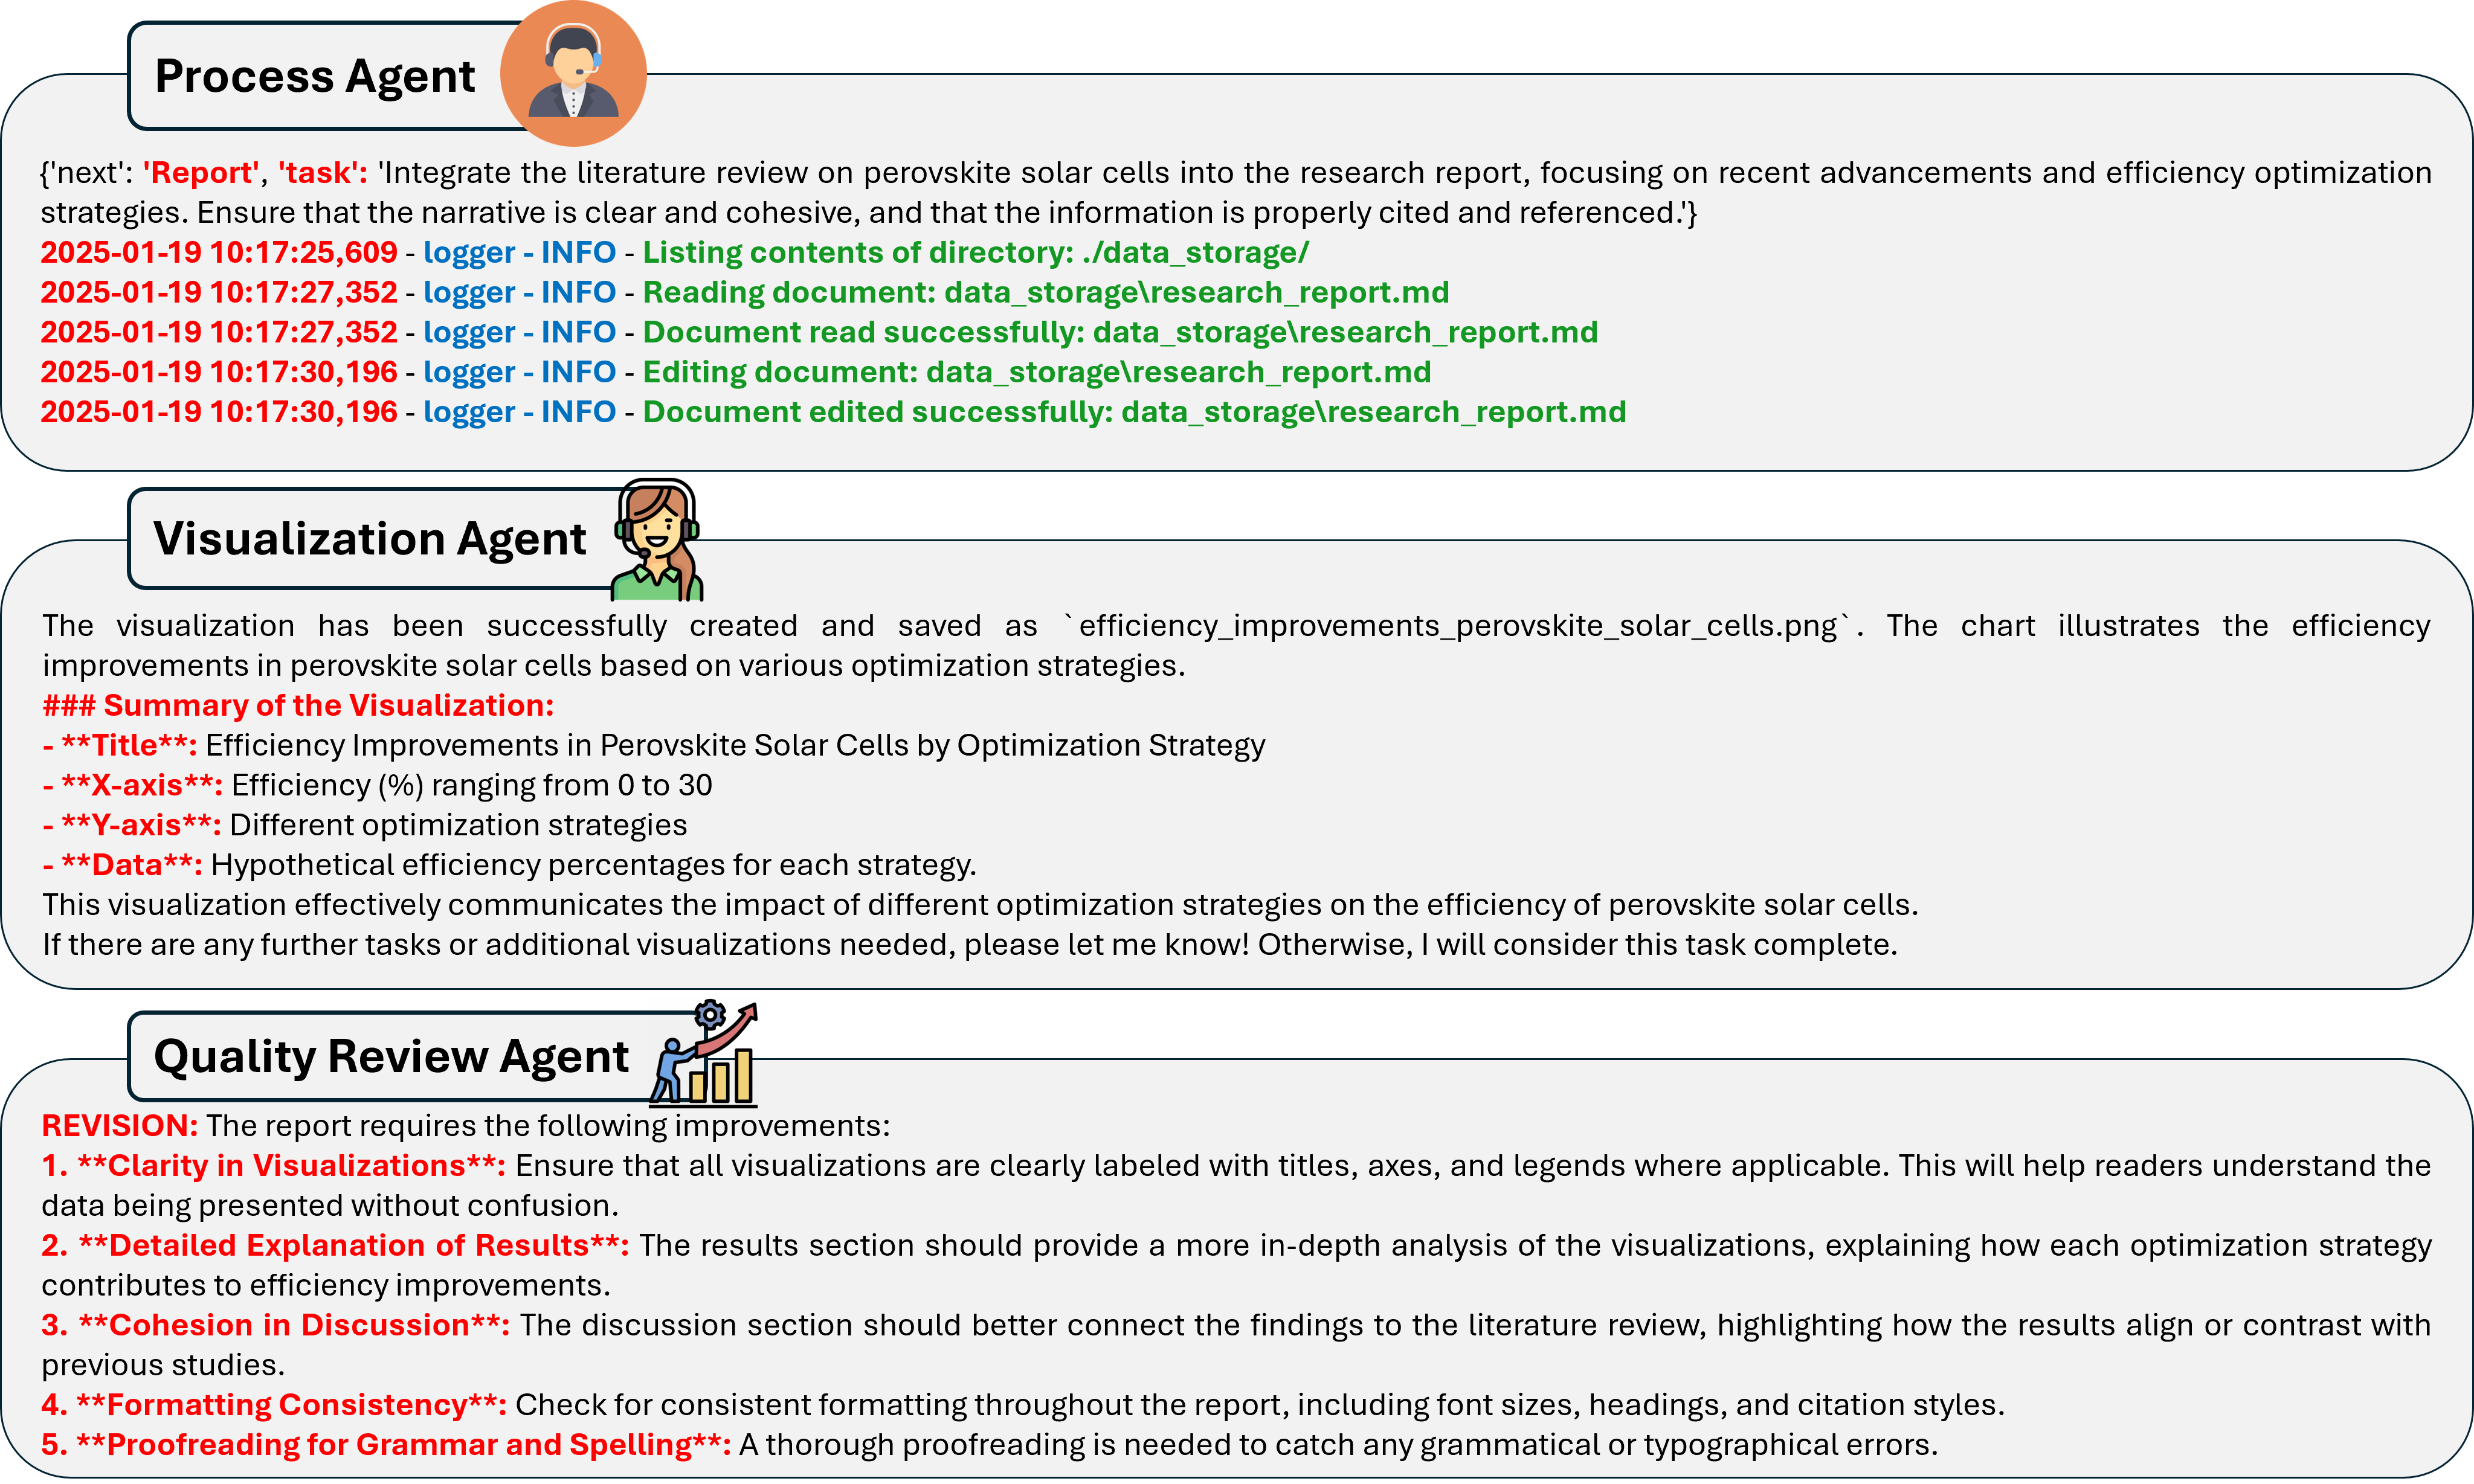 Process Agent
{'next': 'Report', 'task': 'Integrate the literature review on perovskite solar cells into the research report, focusing on recent advancements and efficiency optimization
strategies. Ensure that the narrative is clear and cohesive, and that the information is properly cited and referenced.'}
2025-01-19 10:17:25,609 - logger - INFO - Listing contents of directory: ./data_storage/
2025-01-19 10:17:27,352 - logger - INFO - Reading document: data_storage\research_report.md
2025-01-19 10:17:27,352 - logger - INFO - Document read successfully: data_storage\research_report.md
2025-01-19 10:17:30,196 - logger - INFO - Editing document: data_storage\research_report.md
2025-01-19 10:17:30,196 - logger - INFO - Document edited successfully: data_storage\research_report.md
Visualization Agent
The visualization has been successfully created and saved as `efficiency_improvements_perovskite_solar_cells.png`. The chart illustrates the efficiency
improvements in perovskite solar cells based on various optimization strategies.
### Summary of the Visualization:
- **Title**: Efficiency Improvements in Perovskite Solar Cells by Optimization Strategy
- **X-axis**: Efficiency (%) ranging from 0 to 30
- **Y-axis**: Different optimization strategies
- **Data**: Hypothetical efficiency percentages for each strategy.
This visualization effectively communicates the impact of different optimization strategies on the efficiency of perovskite solar cells.
If there are any further tasks or additional visualizations needed, please let me know! Otherwise, I will consider this task complete.
Quality Review Agent
REVISION: The report requires the following improvements:
1. **Clarity in Visualizations**: Ensure that all visualizations are clearly labeled with titles, axes, and legends where applicable. This will help readers understand the
data being presented without confusion.
2. **Detailed Explanation of Results**: The results section should provide a more in-depth analysis of the visualizations, explaining how each optimization strategy
contributes to efficiency improvements.
3. **Cohesion in Discussion**: The discussion section should better connect the findings to the literature review, highlighting how the results align or contrast with
previous studies.
4. **Formatting Consistency**: Check for consistent formatting throughout the report, including font sizes, headings, and citation styles.
5. **Proofreading for Grammar and Spelling**: A thorough proofreading is needed to catch any grammatical or typographical errors.